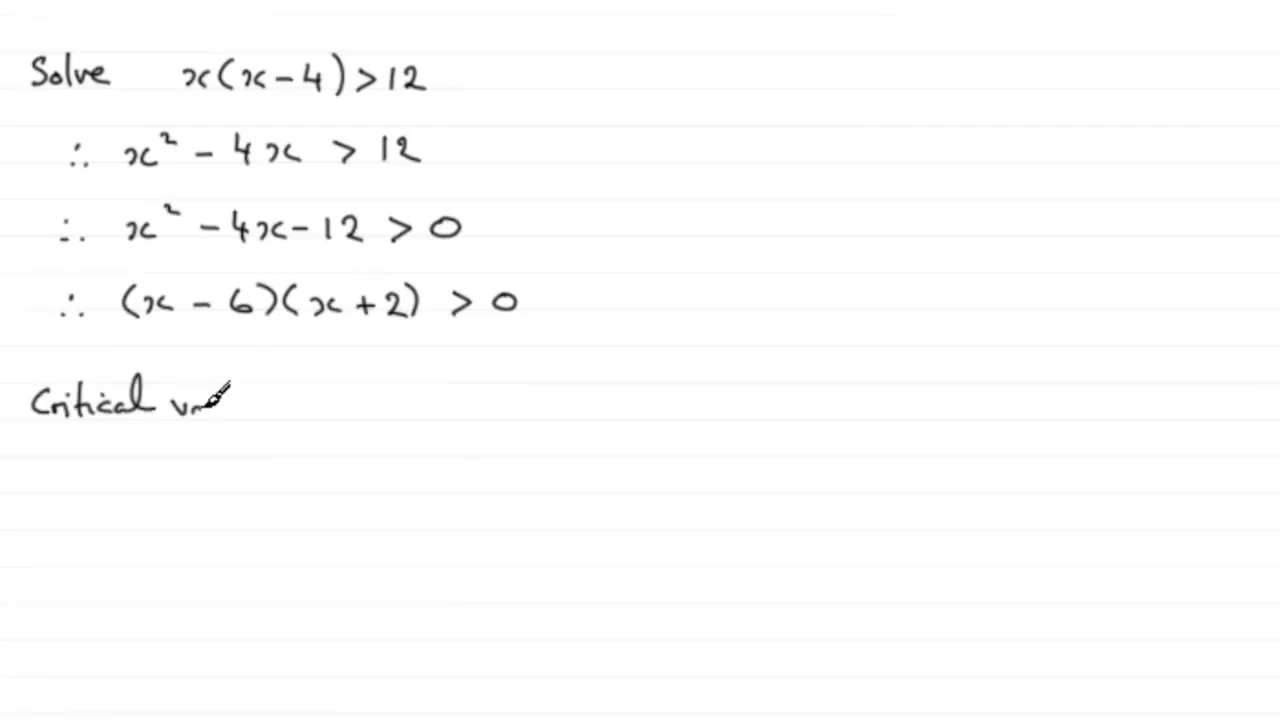 Solve x(x-4)>12
∴ x² - 4x > 12
∴ x² - 4x - 12 > 0
∴ (x - 6)(x + 2) > 0
Critical